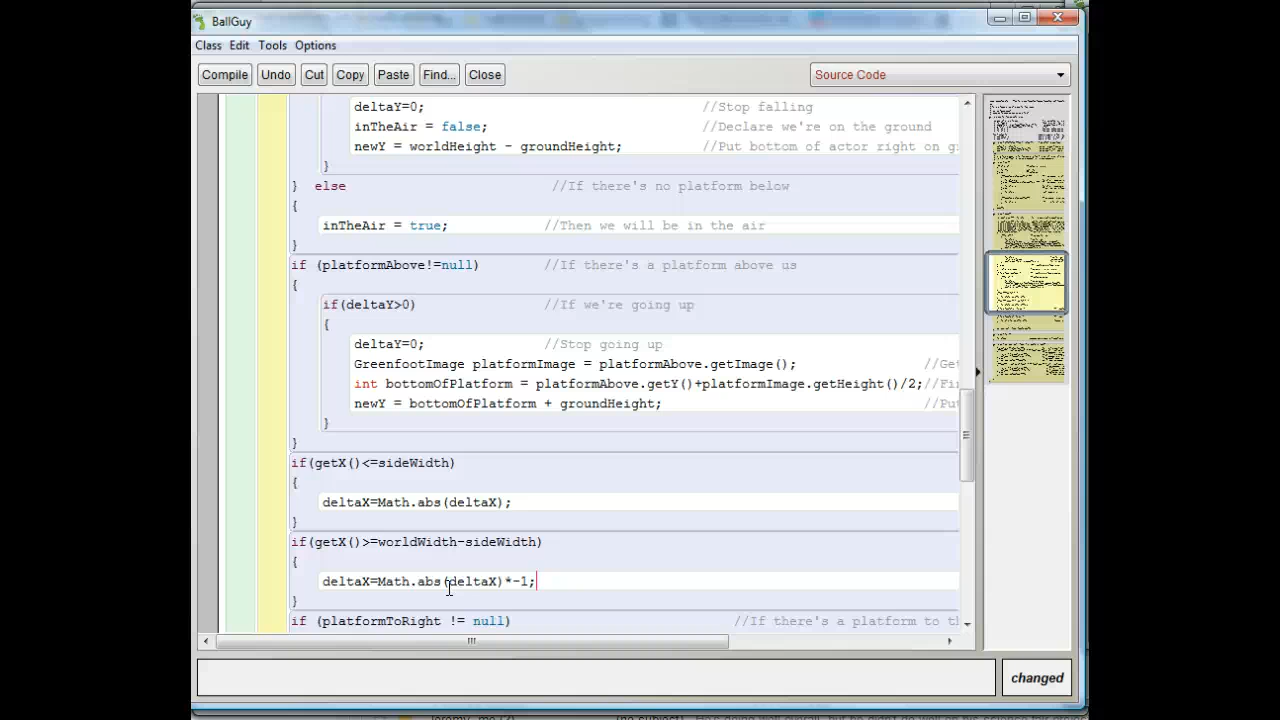 BallGuy
Class Edit Tools Options
Compile Undo Cut Copy Paste Find... Close Source Code
deltaY=0; //Stop falling
inTheAir = false; //Declare we're on the ground
newY = worldHeight - groundHeight; //Put bottom of actor right on g
}
} else //If there's no platform below
{
inTheAir = true; //Then we will be in the air
}
if (platformAbove!=null) //If there's a platform above us
{
if(deltaY>0) //If we're going up
{
deltaY=0; //Stop going up
GreenfootImage platformImage = platformAbove.getImage(); //Get
int bottomOfPlatform = platformAbove.getY()+platformImage.getHeight()/2;//Fi
newY = bottomOfPlatform + groundHeight; //Pu
}
}
if(getX()<=sideWidth)
{
deltaX=Math.abs(deltaX);
}
if(getX()>=worldWidth-sideWidth)
{
deltaX=Math.abs(deltaX)*-1;
}
if (platformToRight != null) //If there's a platform to th
changed